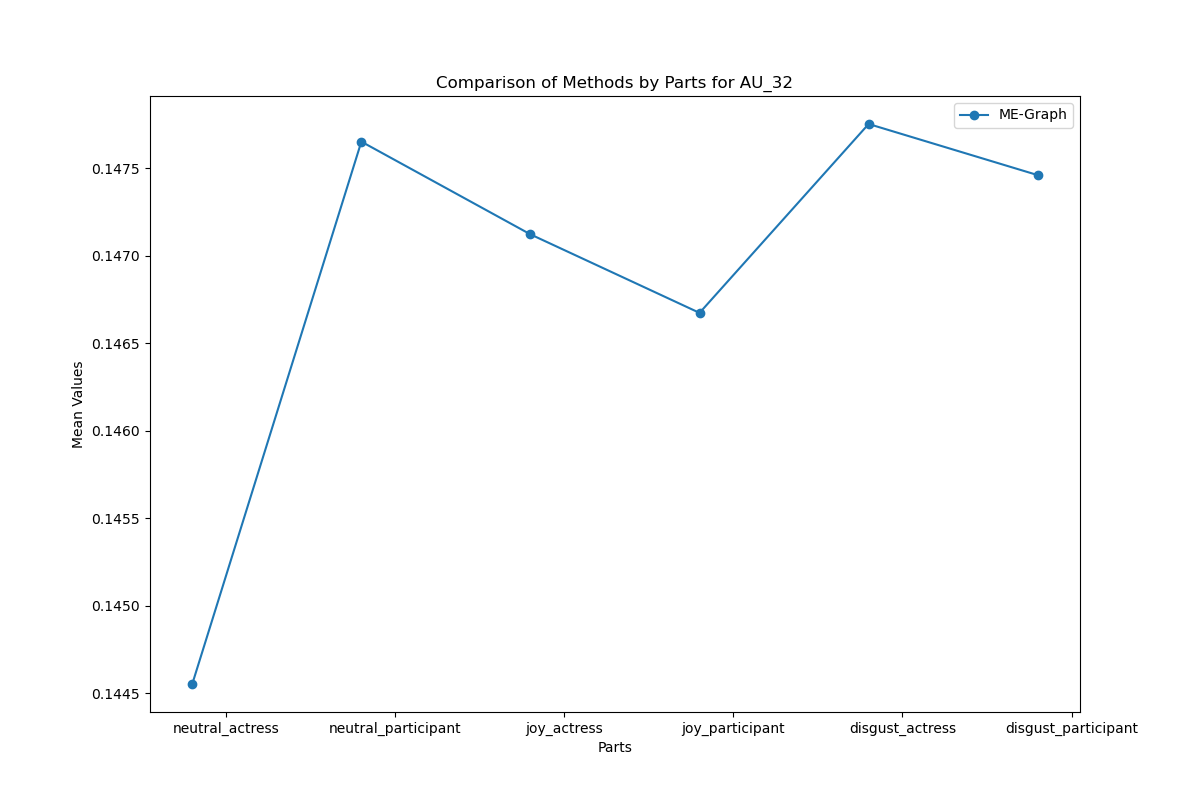 Comparison of Methods by Parts for AU_32
ME-Graph
0.1475
0.1470
0.1465
0.1460
0.1455
0.1450
0.1445
Mean Values
neutral_actress neutral_participant joy_actress joy_participant disgust_actress disgust_participant
Parts